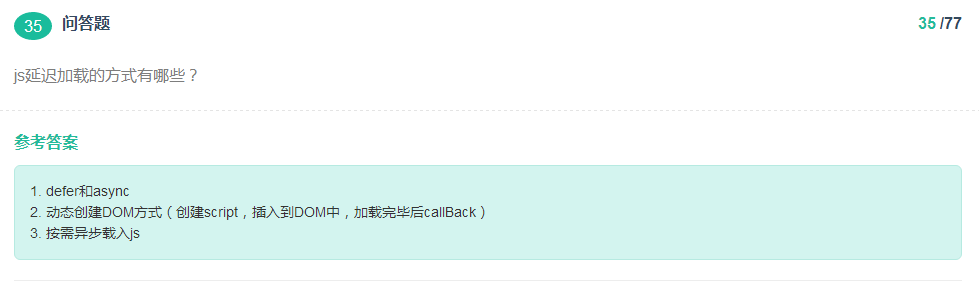 35 问答题 35 /77
js延迟加载的方式有哪些？
参考答案
1. defer和async
2. 动态创建DOM方式（创建script，插入到DOM中，加载完毕后callBack）
3. 按需异步载入js